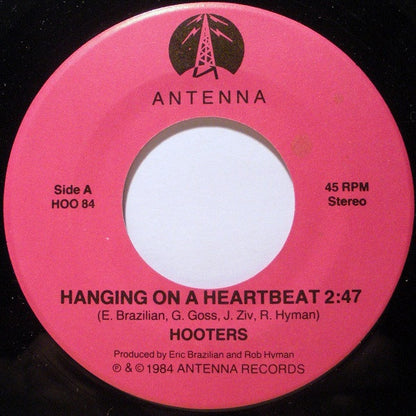 ANTENNA
Side A
HOO 84
45 RPM
Stereo
HANGING ON A HEARTBEAT 2:47
(E. Brazilian, G. Goss, J. Ziv, R. Hyman)
HOOTERS
Produced by Eric Brazilian and Rob Hyman
℗ & © 1984 ANTENNA RECORDS